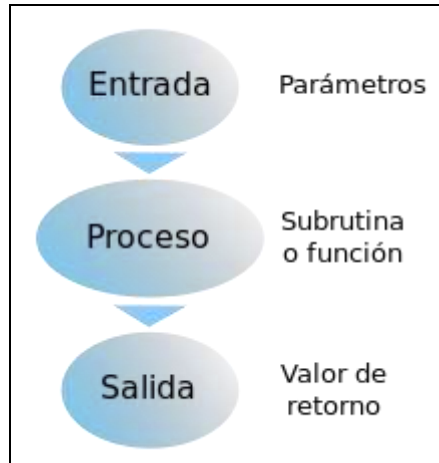 Entrada
Parámetros
Proceso
Subrutina
o función
Salida
Valor de
retorno